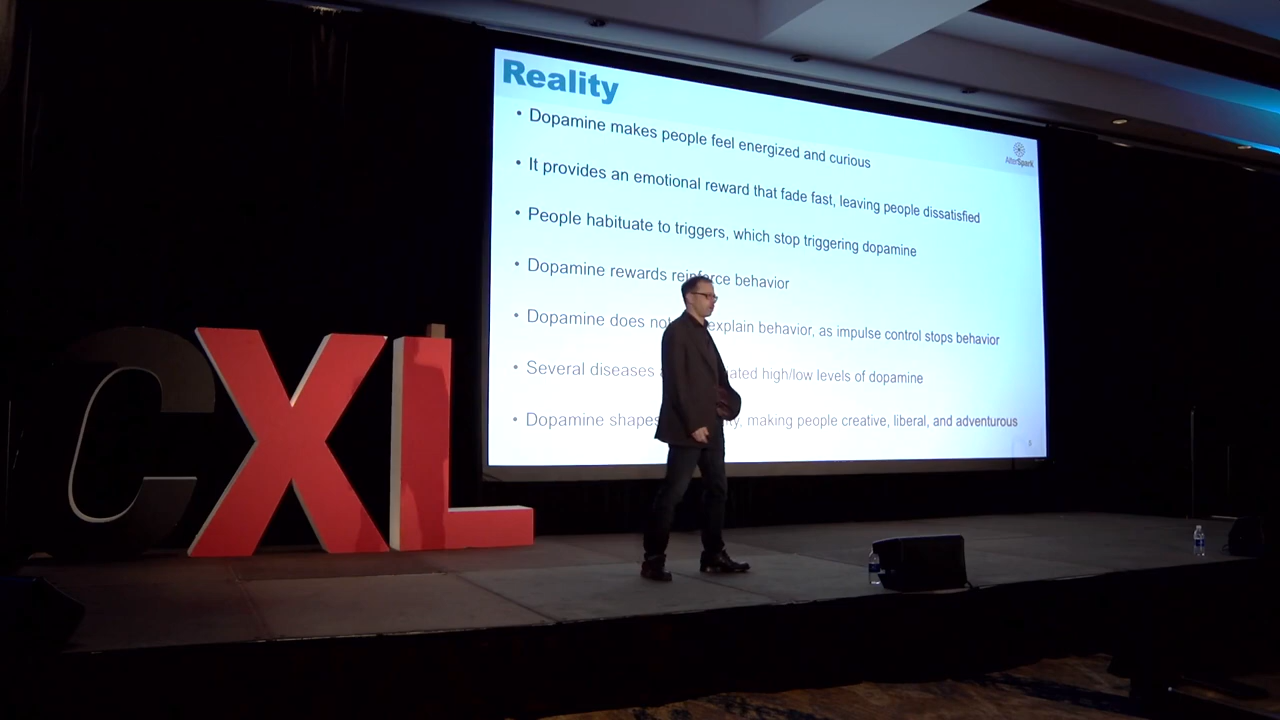 Reality
• Dopamine makes people feel energized and curious
AlterSpark
• It provides an emotional reward that fade fast, leaving people dissatisfied
• People habituate to triggers, which stop triggering dopamine
• Dopamine rewards reinforce behavior
• Dopamine does not explain behavior, as impulse control stops behavior
• Several diseases high/low levels of dopamine
• Dopamine shapes making people creative, liberal, and adventurous
CXL